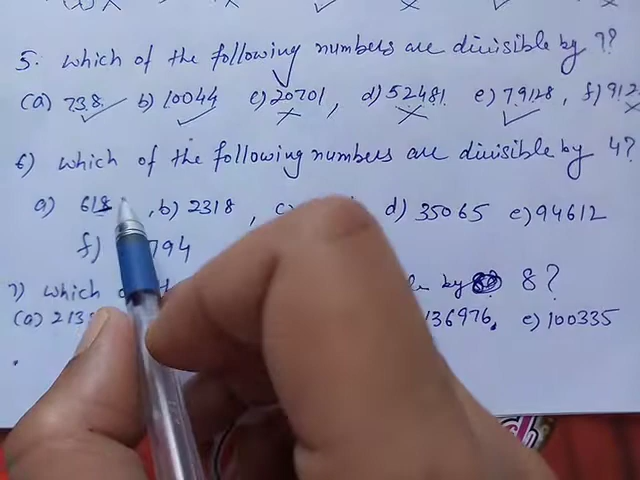 5. Which of the following numbers are divisible by ??
(a) 738 b) 10044 c) 20701, d) 52481. e) 79128, f) 912
6) which of the following numbers are divisible by 4?
a) 618, b) 2318, c) d) 35065 e) 94612
f) 794
7) which by 8?
(a) 213 136976, e) 100335